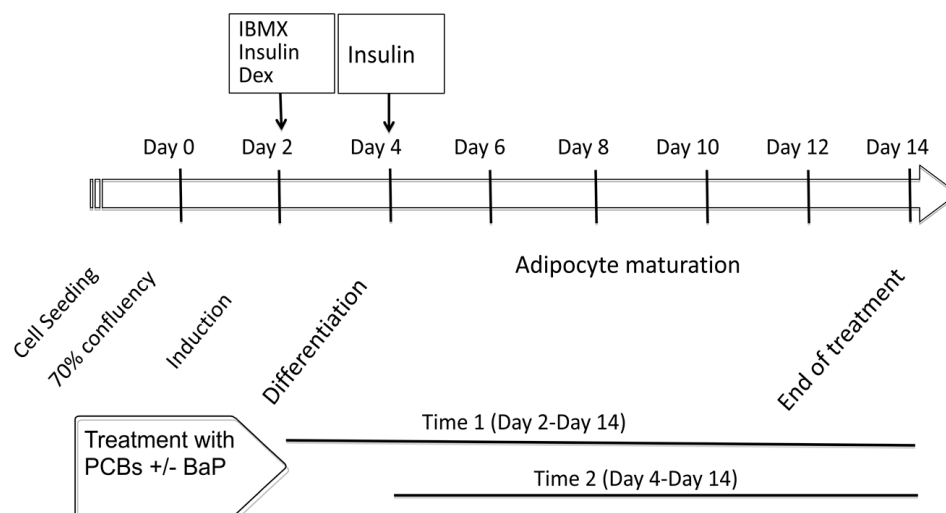 IBMX
Insulin
Dex
Insulin
Day 0
Day 2
Day 4
Day 6
Day 8
Day 10
Day 12
Day 14
Cell Seeding
70% confluency
Induction
Differentiation
Adipocyte maturation
End of treatment
Treatment with
PCBs +/- BaP
Time 1 (Day 2-Day 14)
Time 2 (Day 4-Day 14)